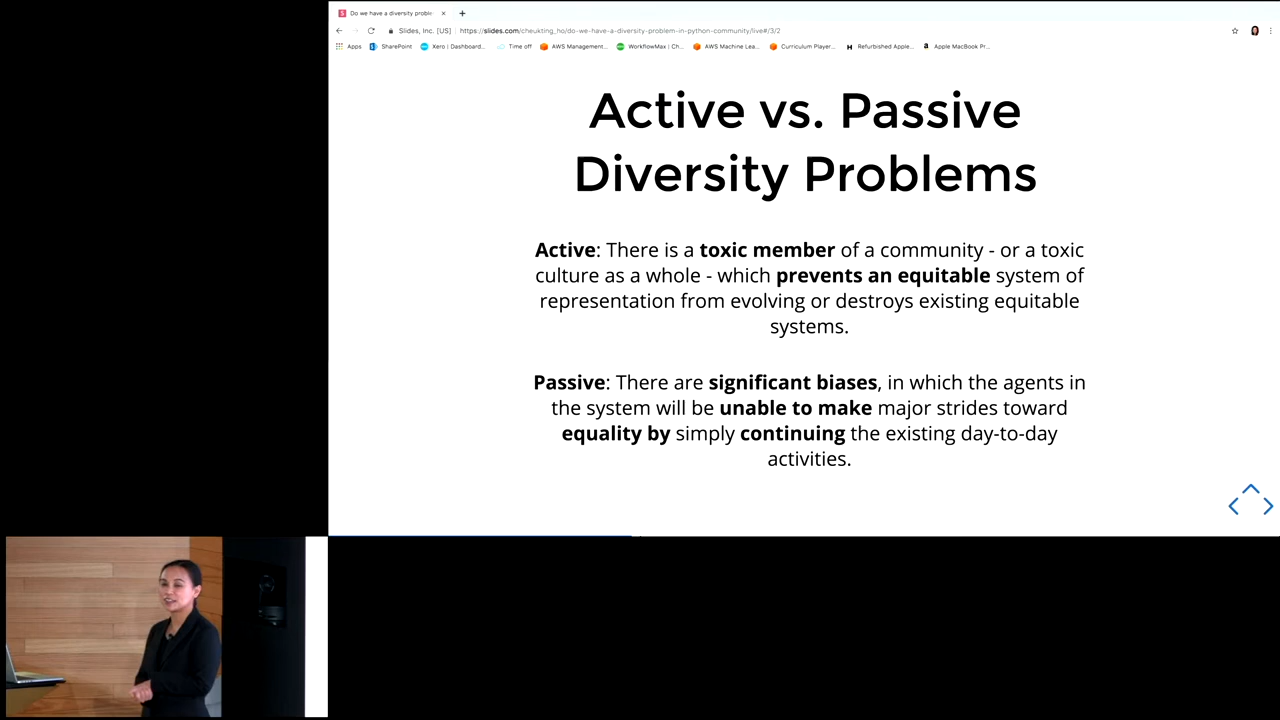 Do we have a diversity proble
Slides, Inc. [US] | https://slides.com/cheukting_ho/do-we-have-a-diversity-problem-in-python-community/live#/3/2
Apps SharePoint Xero | Dashboard... Time off AWS Management... WorkflowMax | Ch... AWS Machine Lea... Curriculum Player... Refurbished Apple... Apple MacBook Pr...
Active vs. Passive
Diversity Problems
Active: There is a toxic member of a community - or a toxic
culture as a whole - which prevents an equitable system of
representation from evolving or destroys existing equitable
systems.
Passive: There are significant biases, in which the agents in
the system will be unable to make major strides toward
equality by simply continuing the existing day-to-day
activities.